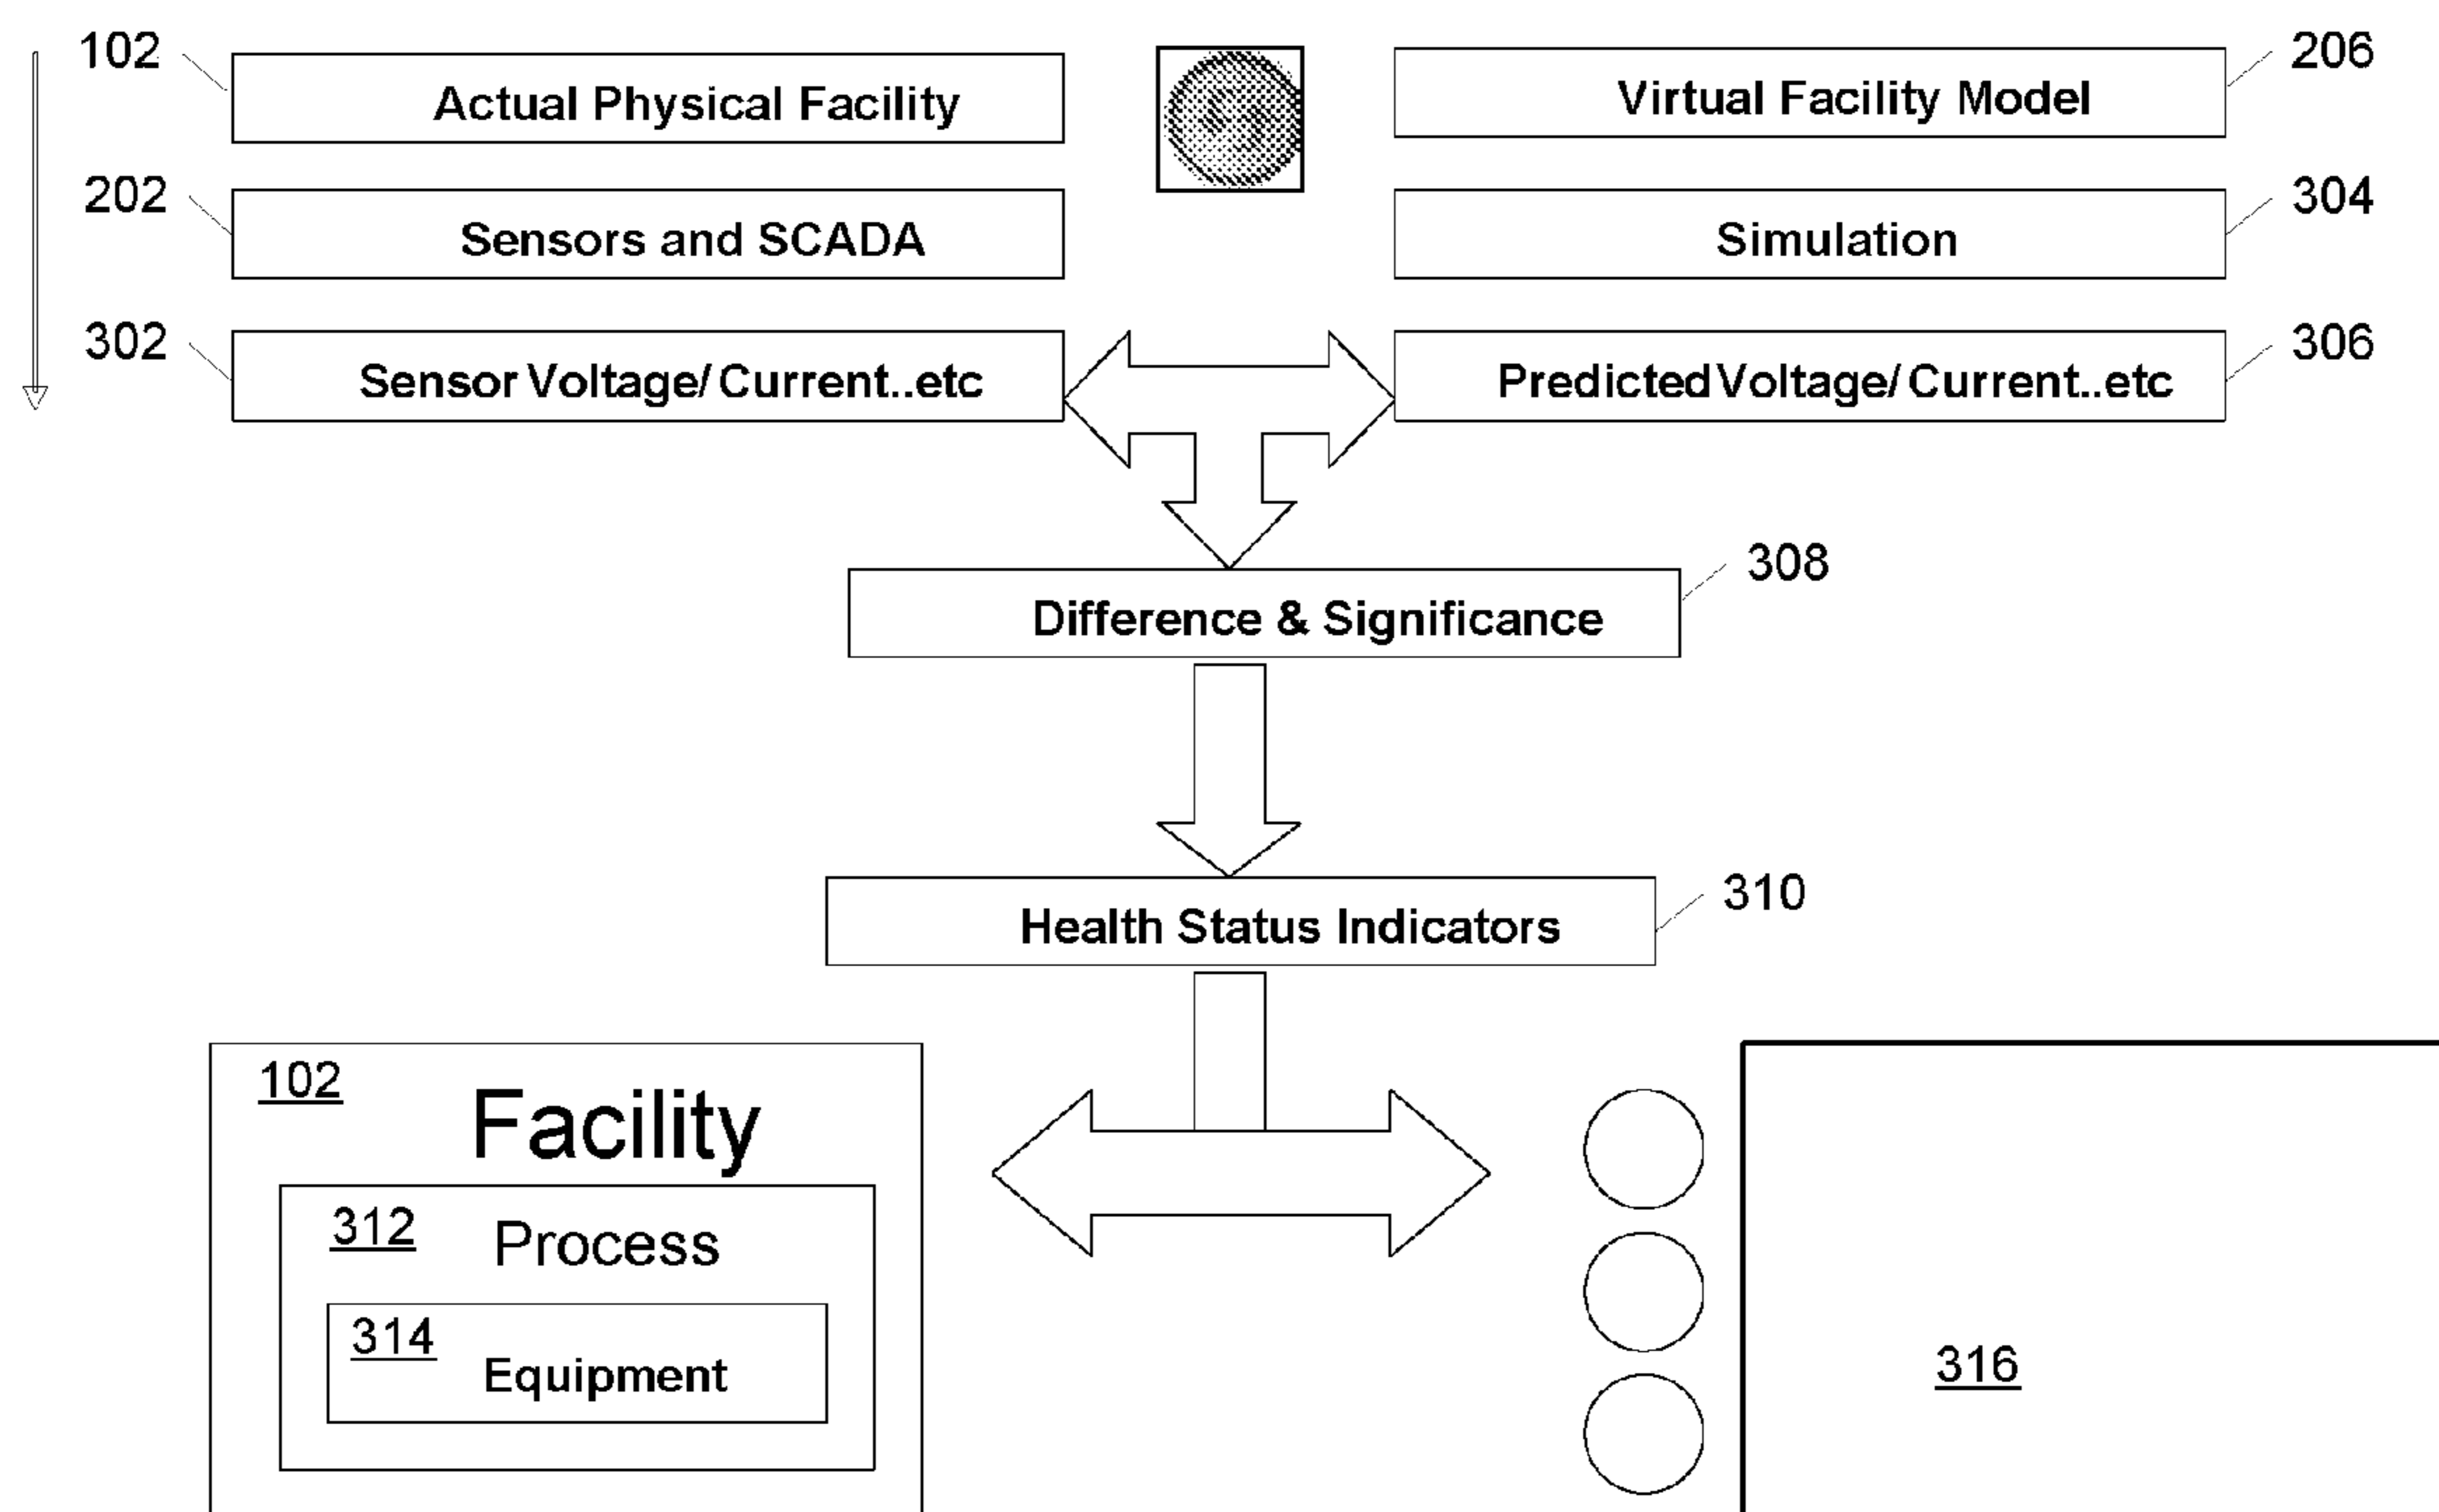 102
Actual Physical Facility
Virtual Facility Model
206
202
Sensors and SCADA
Simulation
304
302
Sensor Voltage/ Current..etc
Predicted Voltage/ Current..etc
306
308
Difference & Significance
310
Health Status Indicators
102
Facility
312
Process
314
Equipment
316